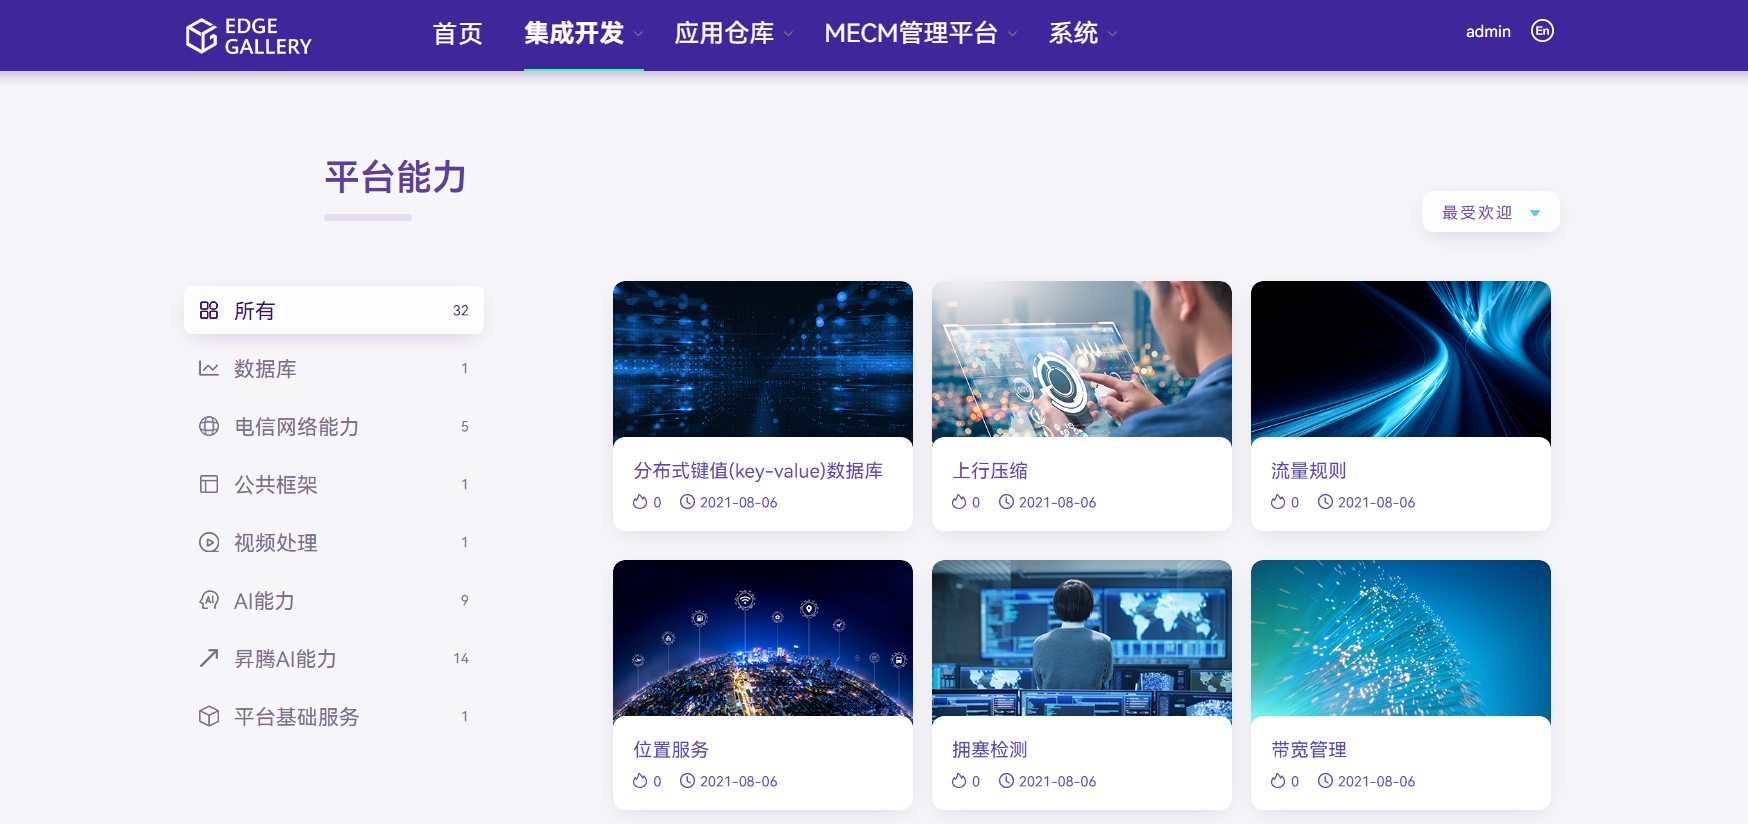 EDGE
GALLERY
首页
集成开发
应用仓库
MECM管理平台
系统
admin
En
平台能力
最受欢迎
所有 32
数据库 1
电信网络能力 5
公共框架 1
视频处理 1
AI能力 9
昇腾AI能力 14
平台基础服务 1
分布式键值(key-value)数据库
0 2021-08-06
上行压缩
0 2021-08-06
流量规则
0 2021-08-06
位置服务
0 2021-08-06
拥塞检测
0 2021-08-06
带宽管理
0 2021-08-06